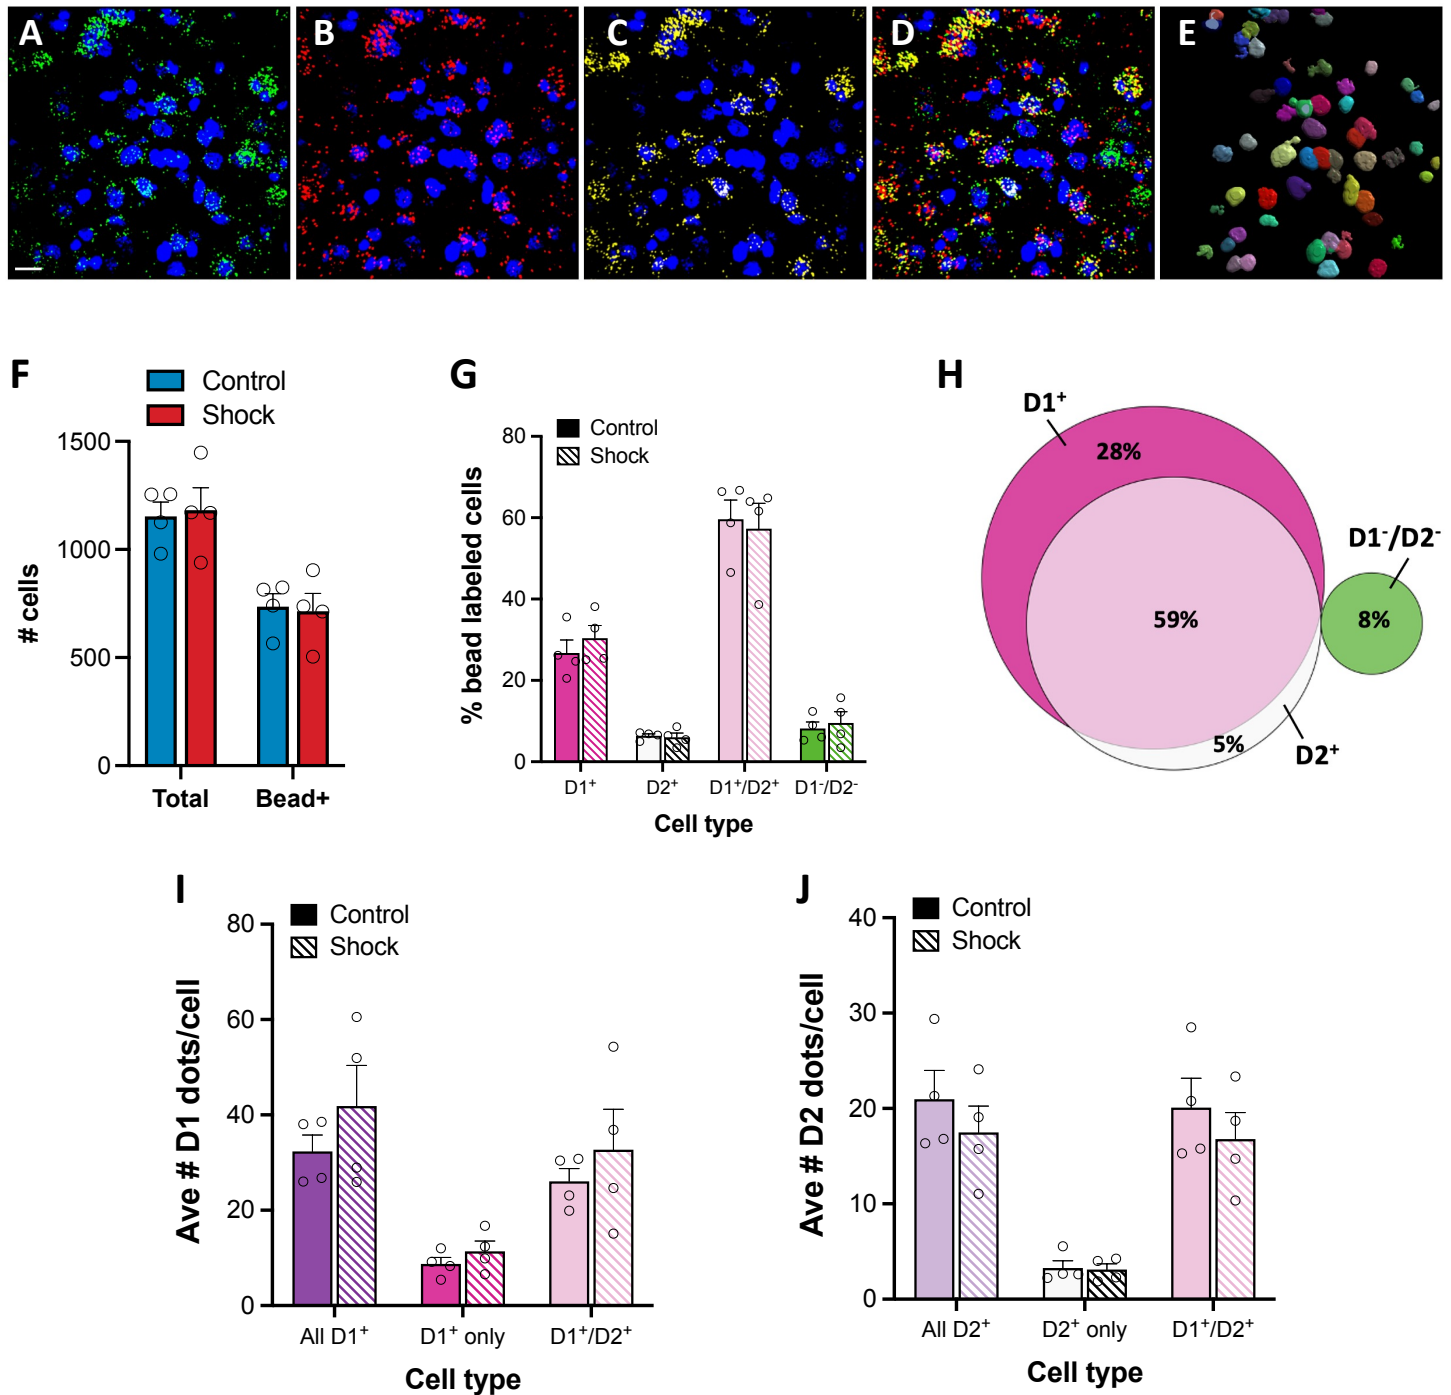 A B C D E
F
Control
Shock
1500
1000
500
0
# cells
Total Bead+
G
Control
Shock
80
60
40
20
0
% bead labeled cells
D1⁺ D2⁺ D1⁺/D2⁺ D1⁻/D2⁻
Cell type
H
D1⁺
28%
D1⁻/D2⁻
59%
8%
5%
D2⁺
I
Control
Shock
80
60
40
20
0
Ave # D1 dots/cell
All D1⁺ D1⁺ only D1⁺/D2⁺
Cell type
J
Control
Shock
40
30
20
10
0
Ave # D2 dots/cell
All D2⁺ D2⁺ only D1⁺/D2⁺
Cell type